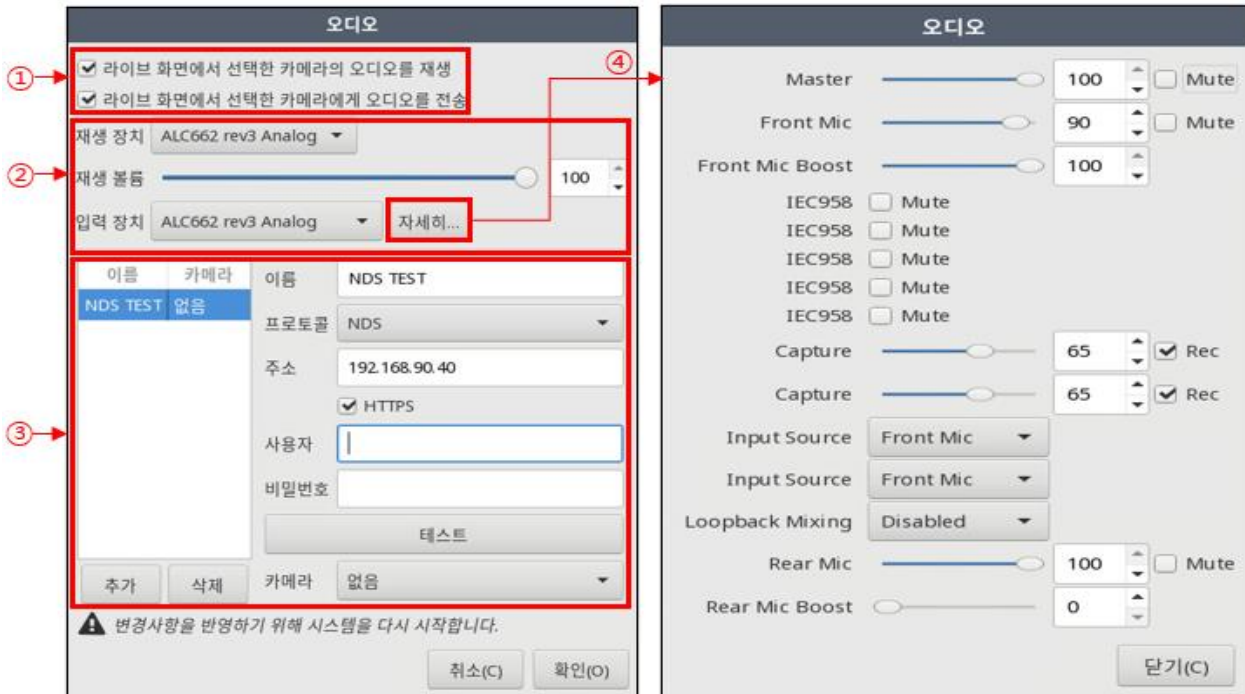 오디오
① ☑ 라이브 화면에서 선택한 카메라의 오디오를 재생
☑ 라이브 화면에서 선택한 카메라에게 오디오를 전송
② 재생 장치 ALC662 rev3 Analog
재생 볼륨 100
입력 장치 ALC662 rev3 Analog 자세히...
③ 이름 카메라
NDS TEST 없음
이름 NDS TEST
프로토콜 NDS
주소 192.168.90.40
☑ HTTPS
사용자
비밀번호
테스트
추가 삭제 카메라 없음
변경사항을 반영하기 위해 시스템을 다시 시작합니다.
취소(C) 확인(O)
④
오디오
Master 100 Mute
Front Mic 90 Mute
Front Mic Boost 100
IEC958 Mute
IEC958 Mute
IEC958 Mute
IEC958 Mute
IEC958 Mute
Capture 65 ☑ Rec
Capture 65 ☑ Rec
Input Source Front Mic
Input Source Front Mic
Loopback Mixing Disabled
Rear Mic 100 Mute
Rear Mic Boost 0
닫기(C)